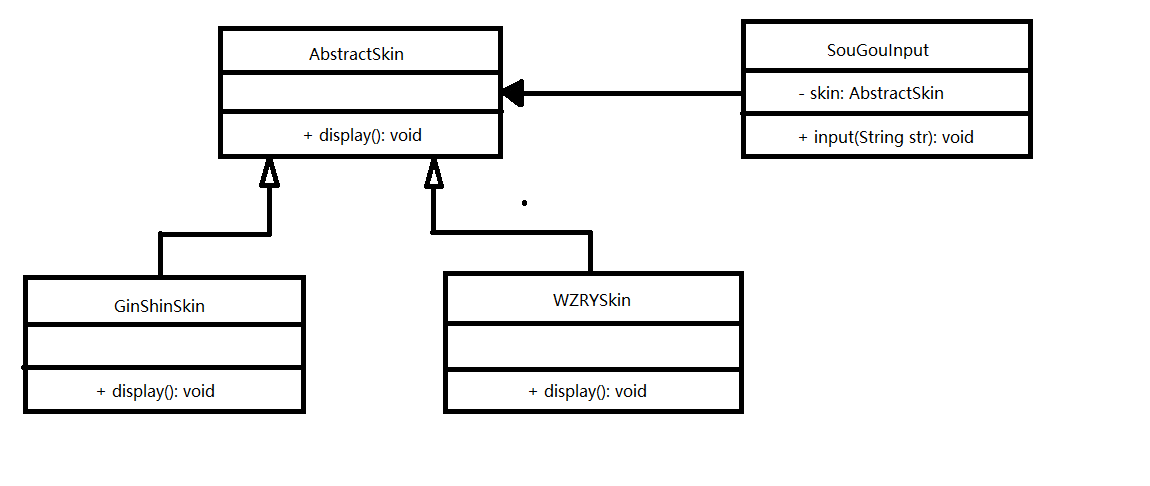 AbstractSkin
+ display(): void
SouGouInput
- skin: AbstractSkin
+ input(String str): void
GinShinSkin
+ display(): void
WZRYSkin
+ display(): void